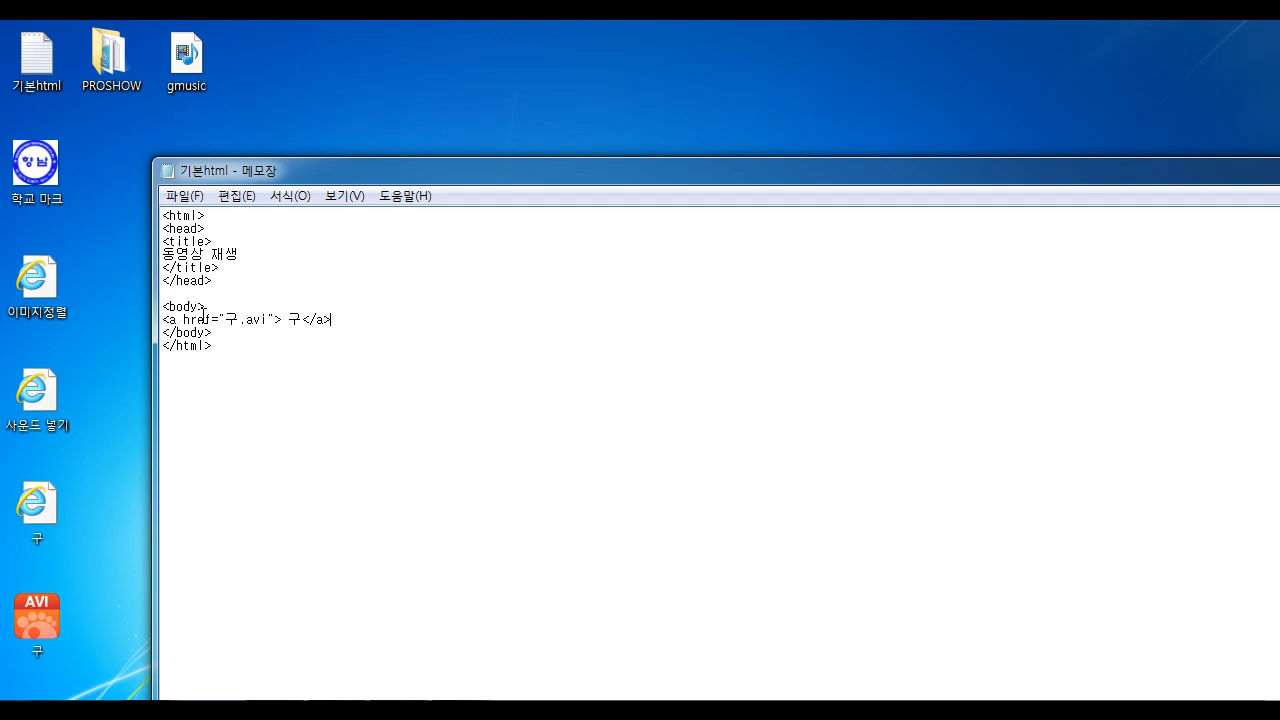 기본html
PROSHOW
gmusic
향남
학교 마크
이미지정렬
사운드 넣기
구
AVI
구
기본html - 메모장
파일(F) 편집(E) 서식(O) 보기(V) 도움말(H)
<html>
<head>
<title>
동영상 재생
</title>
</head>
<body>
<a href="구.avi"> 구</a>
</body>
</html>